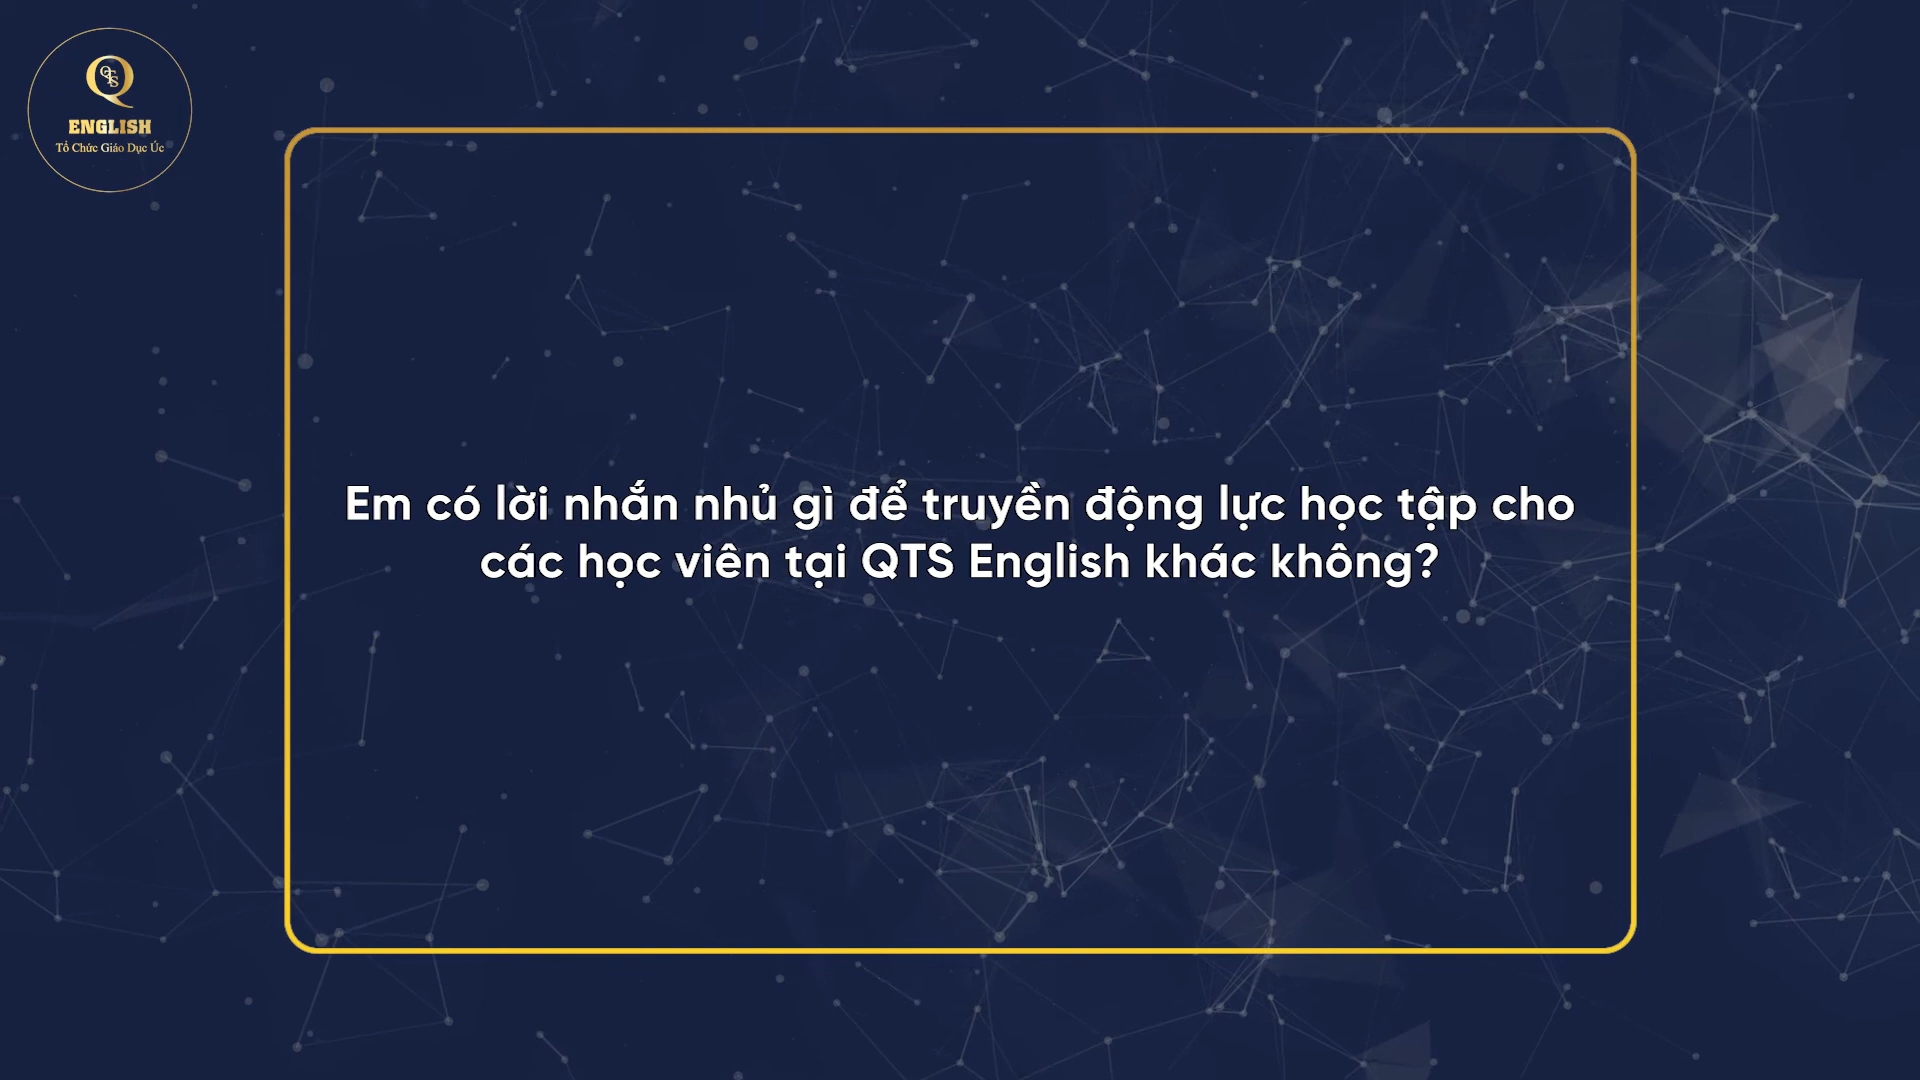 QTS
ENGLISH
Tổ Chức Giáo Dục Úc
Em có lời nhắn nhủ gì để truyền động lực học tập cho
các học viên tại QTS English khác không?